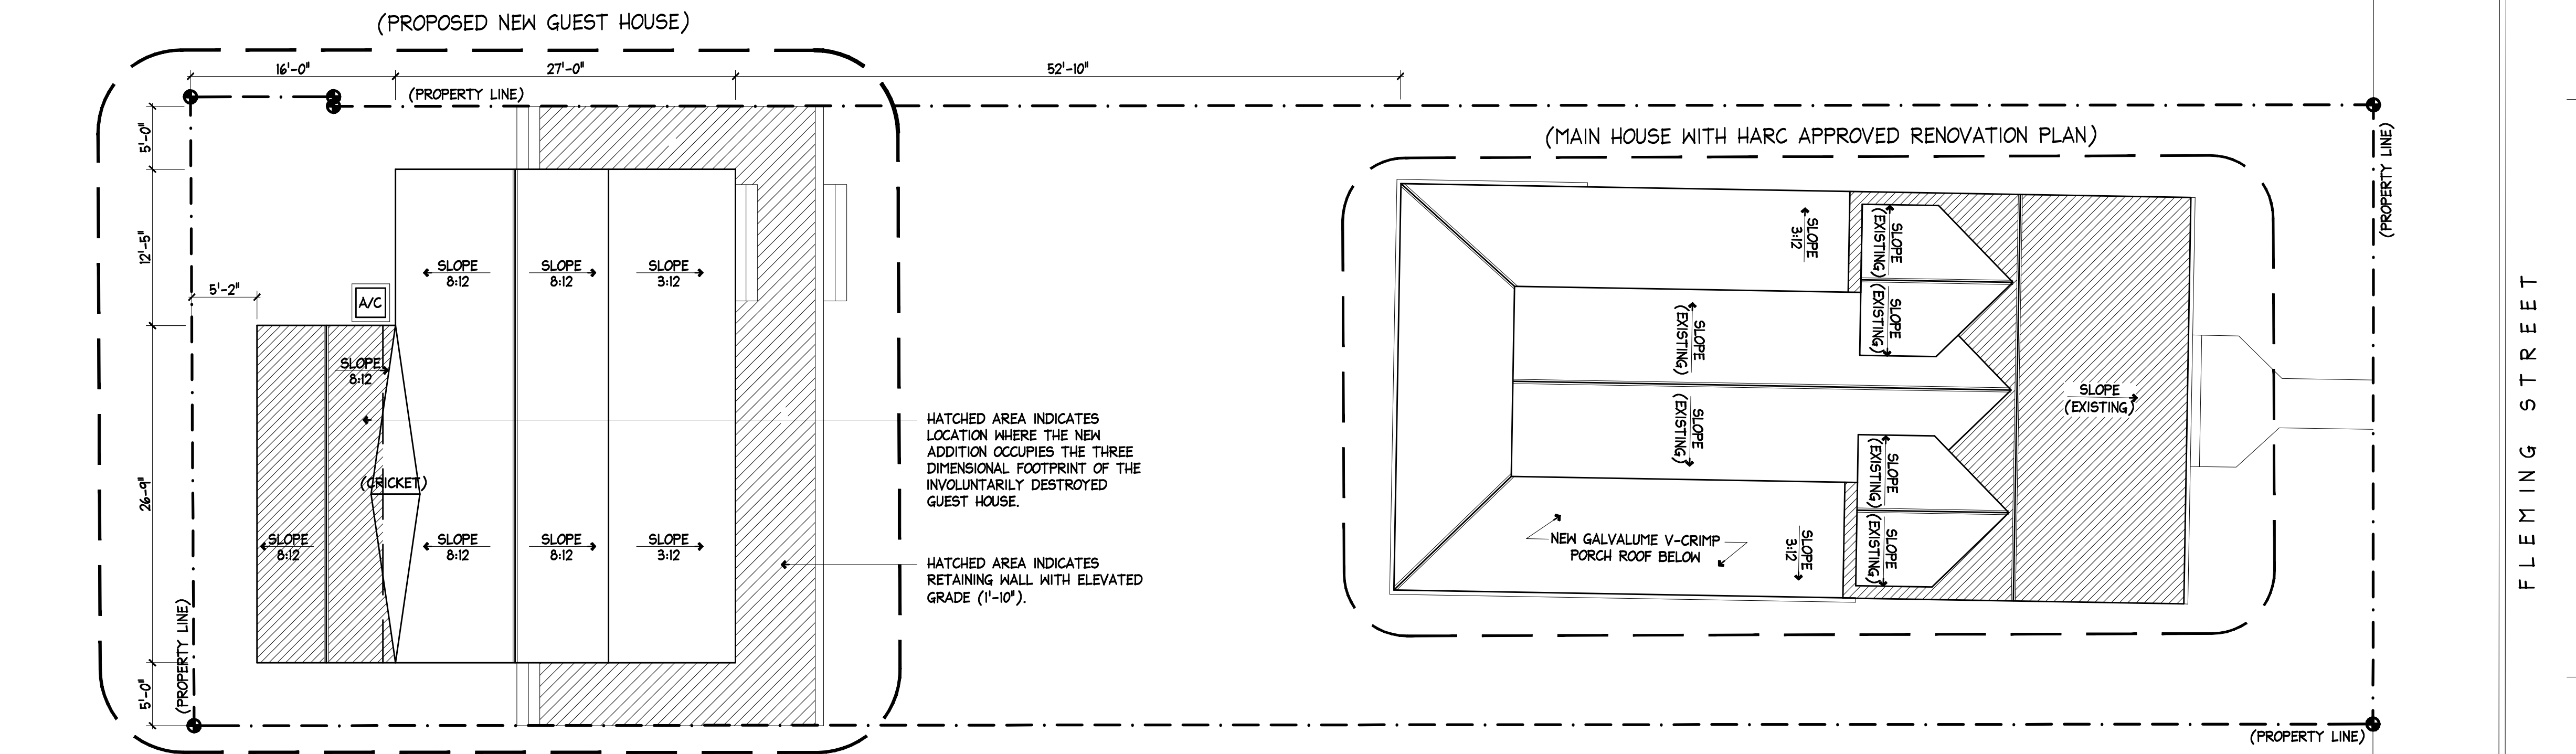 (PROPOSED NEW GUEST HOUSE)
16'-0"
27'-0"
52'-10"
(PROPERTY LINE)
(MAIN HOUSE WITH HARC APPROVED RENOVATION PLAN)
(PROPERTY LINE)
5'-0"
12'-5"
26'-9"
5'-0"
5'-2"
A/C
SLOPE
8:12
SLOPE
8:12
SLOPE
3:12
SLOPE
8:12
(CRICKET)
SLOPE
8:12
SLOPE
8:12
SLOPE
8:12
SLOPE
3:12
(PROPERTY LINE)
HATCHED AREA INDICATES
LOCATION WHERE THE NEW
ADDITION OCCUPIES THE THREE
DIMENSIONAL FOOTPRINT OF THE
INVOLUNTARILY DESTROYED
GUEST HOUSE.
HATCHED AREA INDICATES
RETAINING WALL WITH ELEVATED
GRADE (1'-10").
SLOPE
3:12
SLOPE
(EXISTING)
SLOPE
(EXISTING)
SLOPE
(EXISTING)
SLOPE
(EXISTING)
SLOPE
(EXISTING)
SLOPE
(EXISTING)
SLOPE
(EXISTING)
NEW GALVALUME V-CRIMP
PORCH ROOF BELOW
SLOPE
3:12
FLEMING STREET
(PROPERTY LINE)